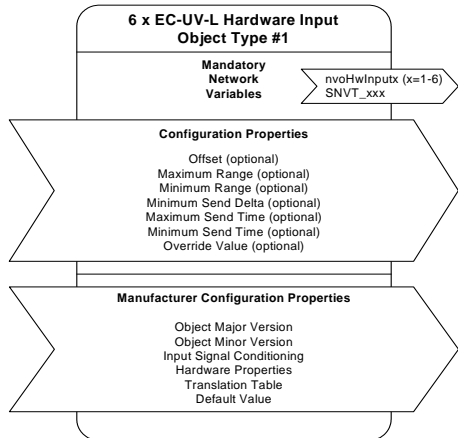 6 x EC-UV-L Hardware Input
Object Type #1
Mandatory
Network
Variables
nvoHwInputx (x=1-6)
SNVT_xxx
Configuration Properties
Offset (optional)
Maximum Range (optional)
Minimum Range (optional)
Minimum Send Delta (optional)
Maximum Send Time (optional)
Minimum Send Time (optional)
Override Value (optional)
Manufacturer Configuration Properties
Object Major Version
Object Minor Version
Input Signal Conditioning
Hardware Properties
Translation Table
Default Value